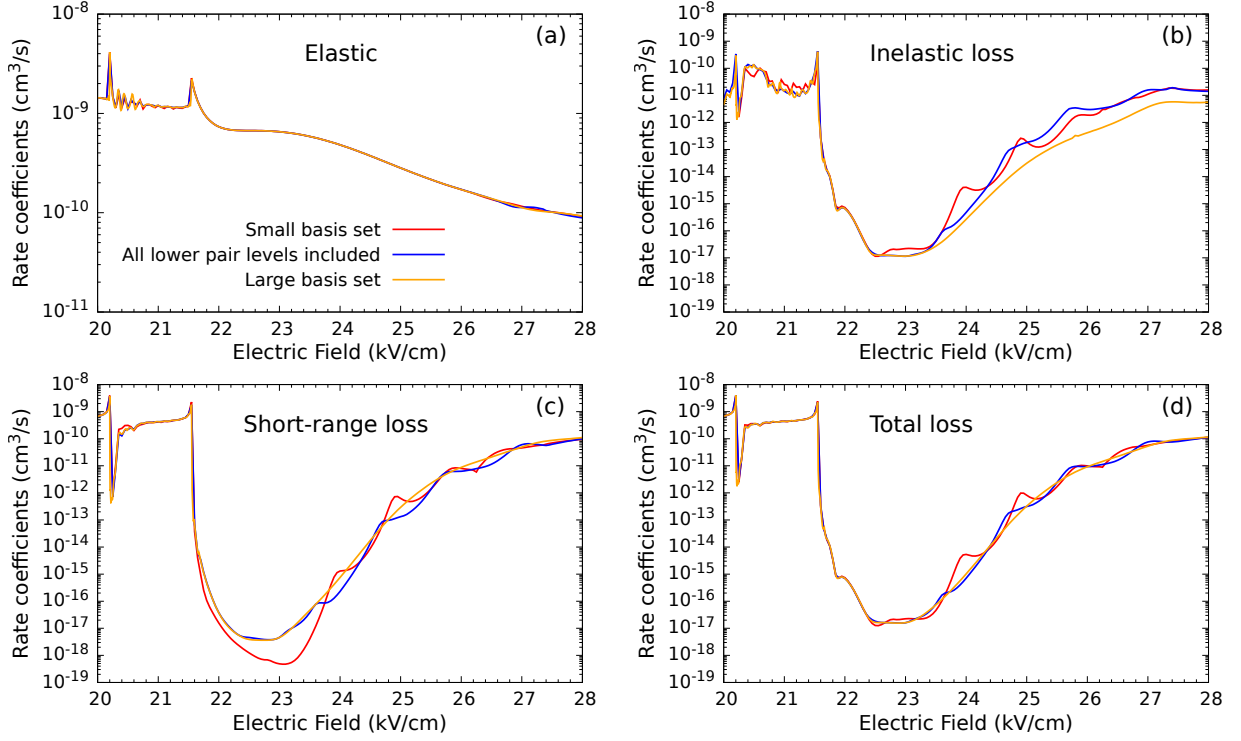 (a)
Elastic
Rate coefficients (cm³/s)
10⁻⁸
10⁻⁹
10⁻¹⁰
10⁻¹¹
Small basis set
All lower pair levels included
Large basis set
20 21 22 23 24 25 26 27 28
Electric Field (kV/cm)
(b)
Inelastic loss
Rate coefficients (cm³/s)
10⁻⁸
10⁻⁹
10⁻¹⁰
10⁻¹¹
10⁻¹²
10⁻¹³
10⁻¹⁴
10⁻¹⁵
10⁻¹⁶
10⁻¹⁷
10⁻¹⁸
10⁻¹⁹
20 21 22 23 24 25 26 27 28
Electric Field (kV/cm)
(c)
Short-range loss
Rate coefficients (cm³/s)
10⁻⁸
10⁻⁹
10⁻¹⁰
10⁻¹¹
10⁻¹²
10⁻¹³
10⁻¹⁴
10⁻¹⁵
10⁻¹⁶
10⁻¹⁷
10⁻¹⁸
10⁻¹⁹
20 21 22 23 24 25 26 27 28
Electric Field (kV/cm)
(d)
Total loss
Rate coefficients (cm³/s)
10⁻⁸
10⁻⁹
10⁻¹⁰
10⁻¹¹
10⁻¹²
10⁻¹³
10⁻¹⁴
10⁻¹⁵
10⁻¹⁶
10⁻¹⁷
10⁻¹⁸
10⁻¹⁹
20 21 22 23 24 25 26 27 28
Electric Field (kV/cm)